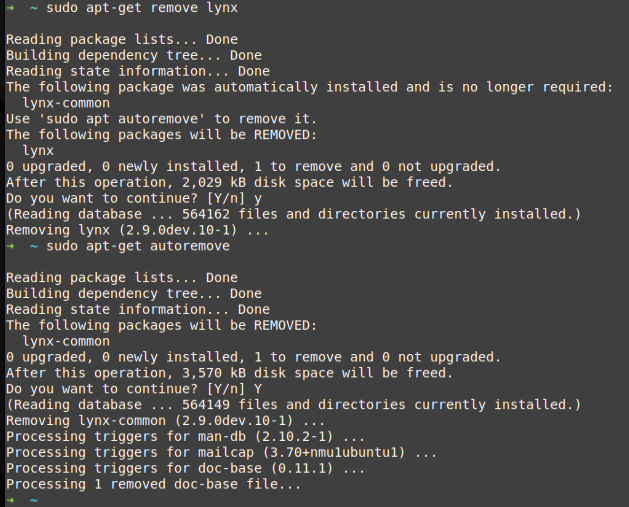 ➜  ~ sudo apt-get remove lynx
Reading package lists... Done
Building dependency tree... Done
Reading state information... Done
The following package was automatically installed and is no longer required:
  lynx-common
Use 'sudo apt autoremove' to remove it.
The following packages will be REMOVED:
  lynx
0 upgraded, 0 newly installed, 1 to remove and 0 not upgraded.
After this operation, 2,029 kB disk space will be freed.
Do you want to continue? [Y/n] y
(Reading database ... 564162 files and directories currently installed.)
Removing lynx (2.9.0dev.10-1) ...
➜  ~ sudo apt-get autoremove
Reading package lists... Done
Building dependency tree... Done
Reading state information... Done
The following packages will be REMOVED:
  lynx-common
0 upgraded, 0 newly installed, 1 to remove and 0 not upgraded.
After this operation, 3,570 kB disk space will be freed.
Do you want to continue? [Y/n] Y
(Reading database ... 564149 files and directories currently installed.)
Removing lynx-common (2.9.0dev.10-1) ...
Processing triggers for man-db (2.10.2-1) ...
Processing triggers for mailcap (3.70+nmu1ubuntu1) ...
Processing triggers for doc-base (0.11.1) ...
Processing 1 removed doc-base file...
➜  ~